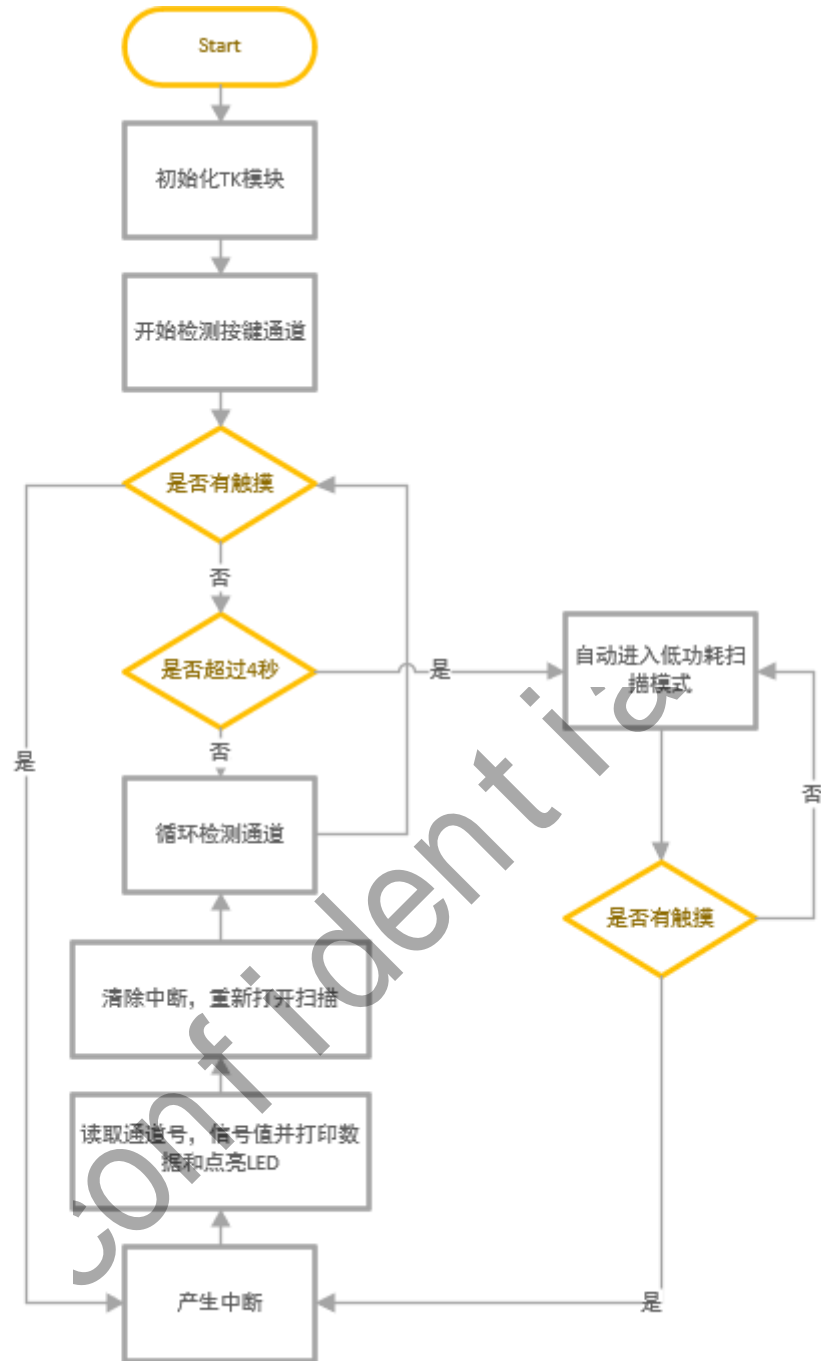 Start
初始化TK模块
开始检测按键通道
是否有触摸
否
是否超过4秒
是
自动进入低功耗扫
描模式
是
否
否
循环检测通道
是否有触摸
清除中断，重新打开扫描
读取通道号，信号值并打印数
据和点亮LED
产生中断
是
Confidential